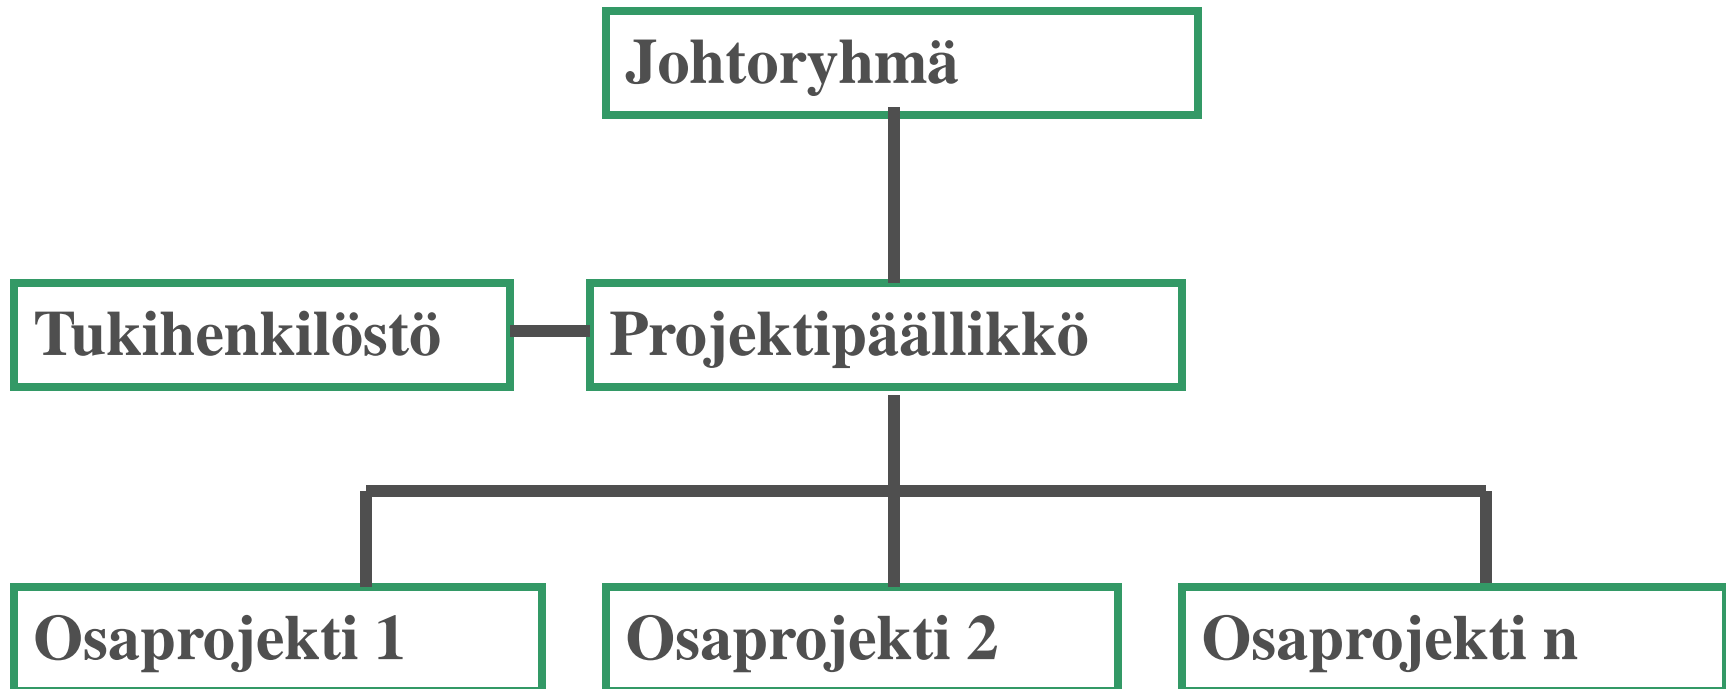 Johtoryhmä
Tukihenkilöstö
Projektipäällikkö
Osaprojekti 1
Osaprojekti 2
Osaprojekti n